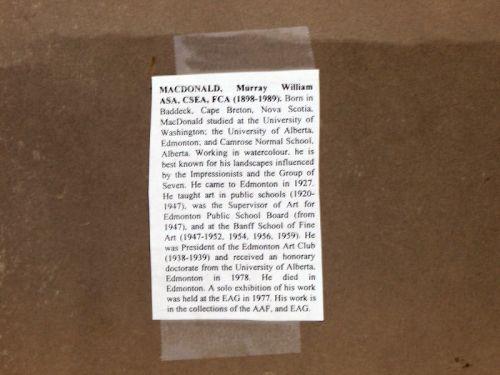 MACDONALD, Murray William
ASA, CSEA, FCA (1898-1989). Born in
Baddeck, Cape Breton, Nova Scotia,
MacDonald studied at the University of
Washington; the University of Alberta,
Edmonton; and Camrose Normal School,
Alberta. Working in watercolour, he is
best known for his landscapes influenced
by the Impressionists and the Group of
Seven. He came to Edmonton in 1927.
He taught art in public schools (1920-
1947), was the Supervisor of Art for
Edmonton Public School Board (from
1947), and at the Banff School of Fine
Art (1947-1952, 1954, 1956, 1959). He
was President of the Edmonton Art Club
(1938-1939) and received an honorary
doctorate from the University of Alberta,
Edmonton in 1978. He died in
Edmonton. A solo exhibition of his work
was held at the EAG in 1977. His work is
in the collections of the AAF, and EAG.